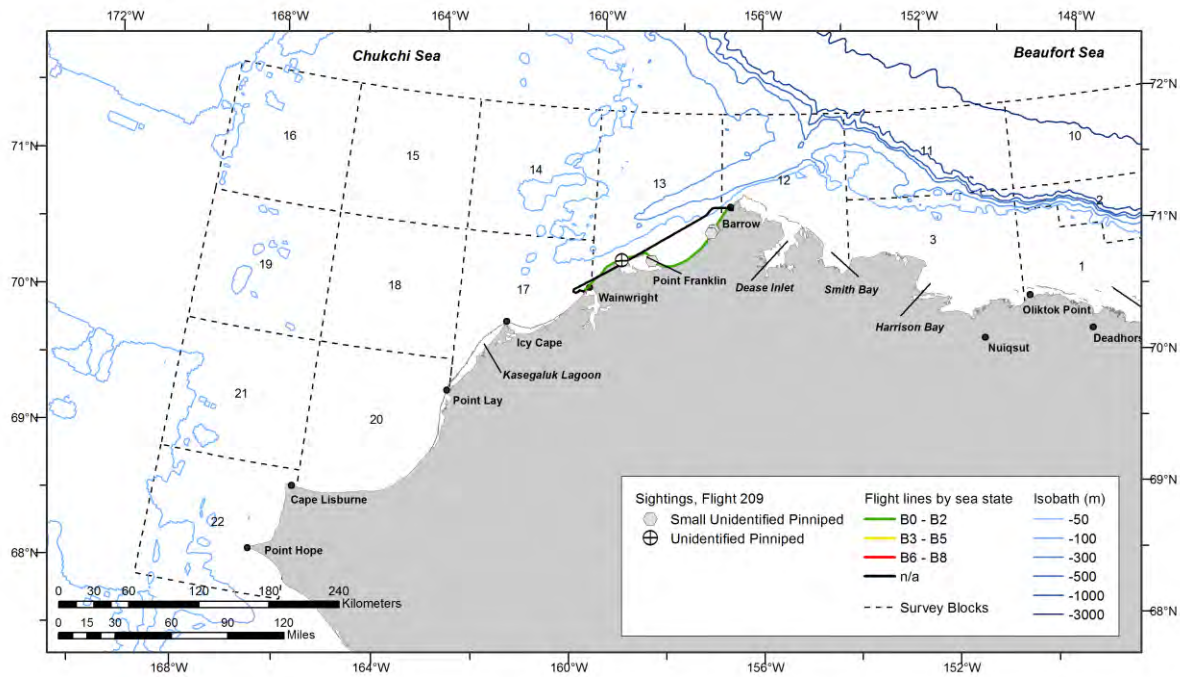 172°W 168°W 164°W 160°W 156°W 152°W 148°W
Chukchi Sea
Beaufort Sea
72°N
71°N
16
15
14
13
12
11
10
2
71°N
Barrow
3
19
18
17
Point Franklin
Dease Inlet
Smith Bay
1
70°N
Wainwright
Harrison Bay
Oliktok Point
Icy Cape
Nuiqsut
Deadhors
70°N
Kasegaluk Lagoon
21
20
Point Lay
69°N
Cape Lisburne
69°N
22
Point Hope
68°N
0 30 60 120 180 240
Kilometers
0 15 30 60 90 120
Miles
68°N
Sightings, Flight 209
Small Unidentified Pinniped
Unidentified Pinniped
Flight lines by sea state
B0 - B2
B3 - B5
B6 - B8
n/a
Survey Blocks
Isobath (m)
-50
-100
-300
-500
-1000
-3000
168°W 164°W 160°W 156°W 152°W